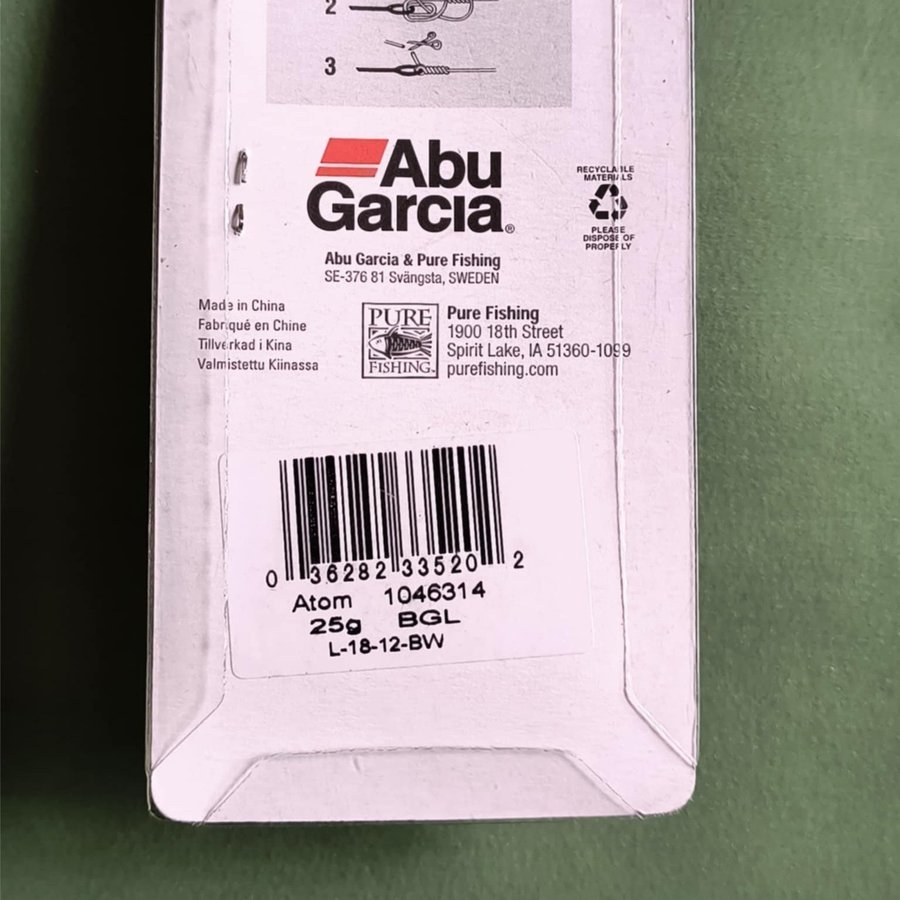 2
3
Abu
Garcia®
RECYCLABLE
MATERIALS
PLEASE
DISPOSE OF
PROPERLY
Abu Garcia & Pure Fishing
SE-376 81 Svängsta, SWEDEN
Made in China
Fabriqué en Chine
Tillverkad i Kina
Valmistettu Kiinassa
PURE
FISHING.
Pure Fishing
1900 18th Street
Spirit Lake, IA 51360-1099
purefishing.com
0 36282 33520 2
Atom 1046314
25g BGL
L-18-12-BW